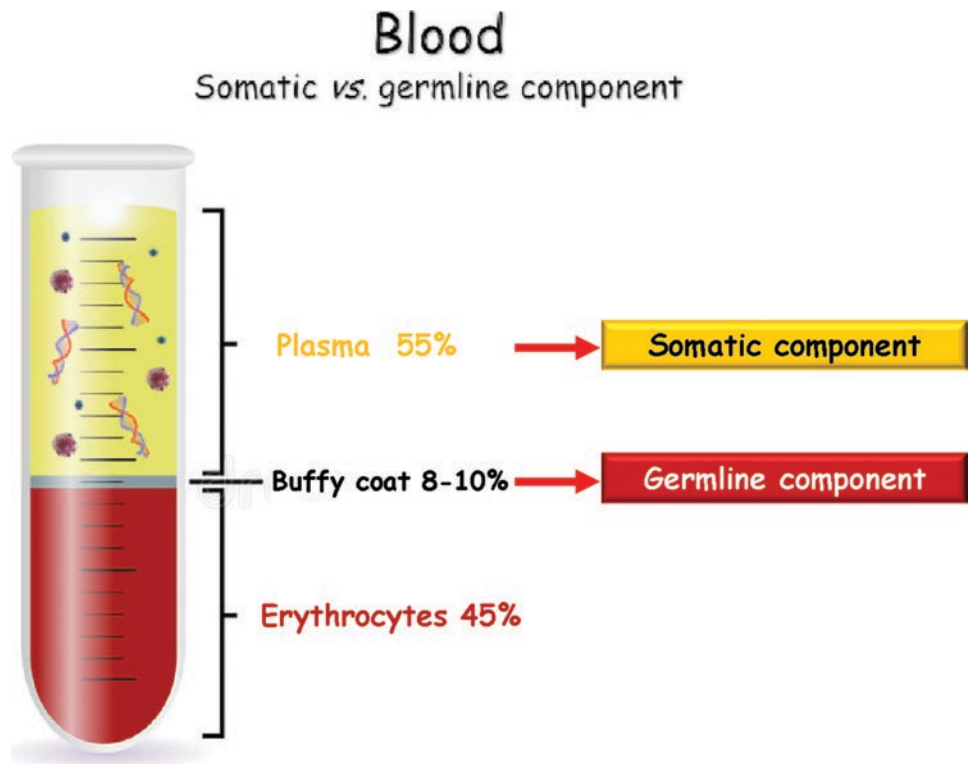 Blood
Somatic vs. germline component
Plasma 55%
Somatic component
Buffy coat 8-10%
Germline component
Erythrocytes 45%